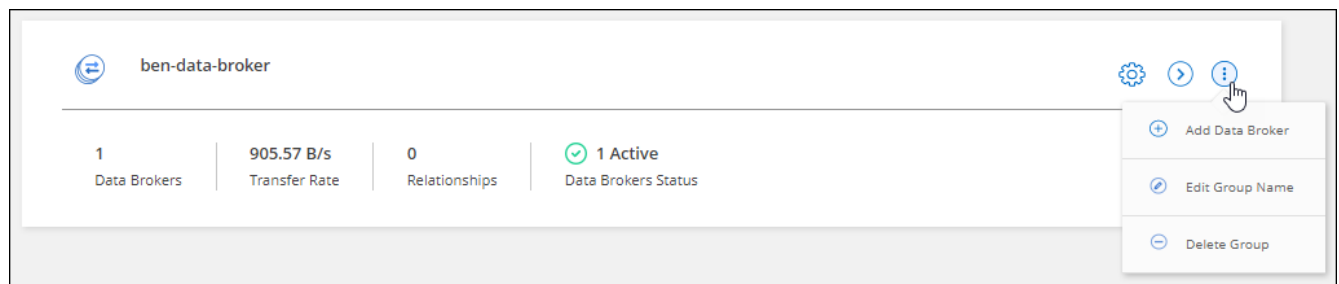 ben-data-broker
1 905.57 B/s 0 1 Active
Data Brokers Transfer Rate Relationships Data Brokers Status
Add Data Broker
Edit Group Name
Delete Group